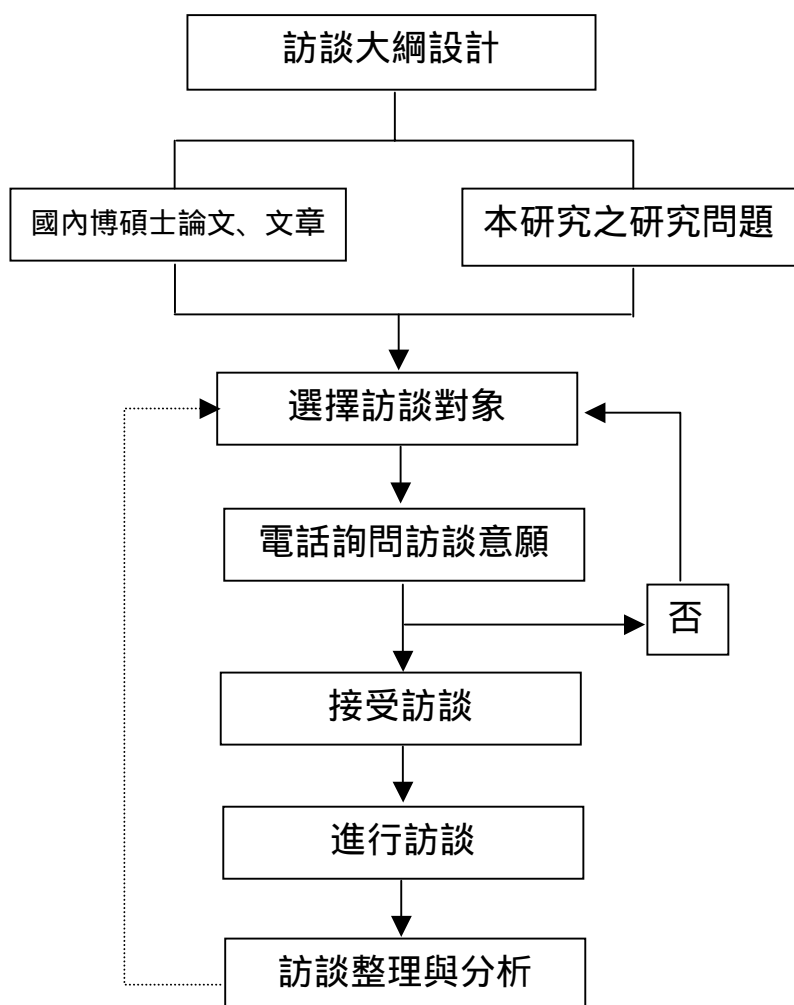 訪談大綱設計
國內博碩士論文、文章
本研究之研究問題
選擇訪談對象
電話詢問訪談意願
否
接受訪談
進行訪談
訪談整理與分析